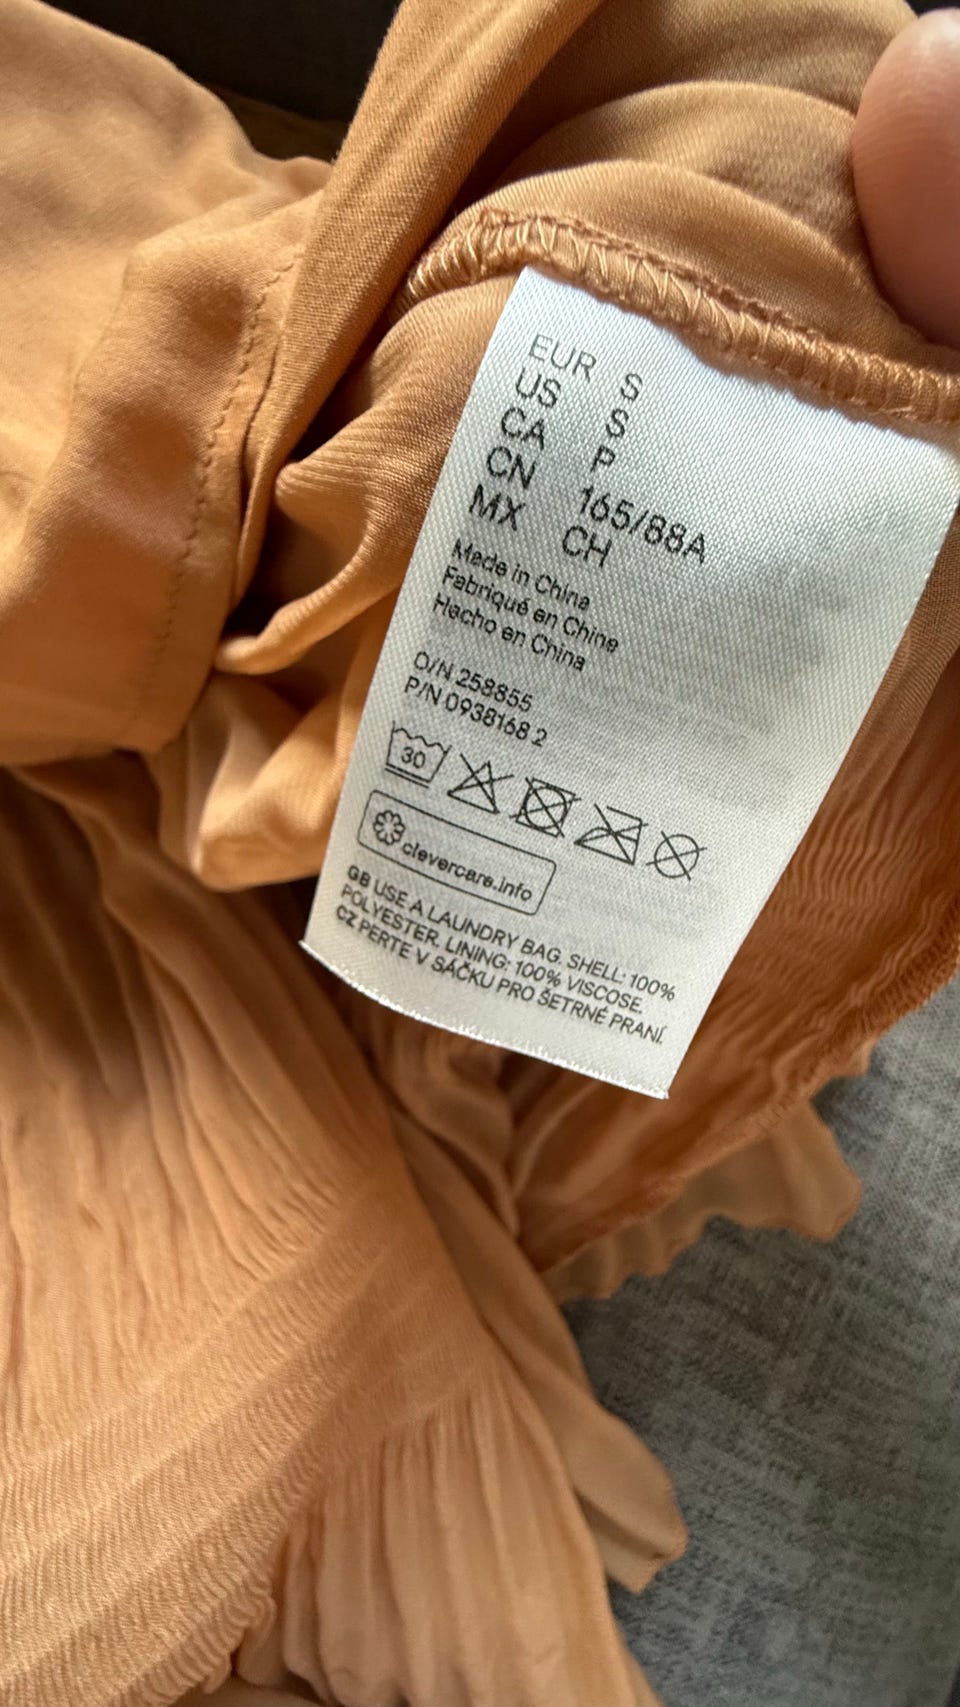 EUR S
US S
CA P
CN 165/88A
MX CH
Made in China
Fabriqué en Chine
Hecho en China
O/N 258855
P/N 0938168 2
30
clevercare.info
GB USE A LAUNDRY BAG. SHELL: 100%
POLYESTER. LINING: 100% VISCOSE.
CZ PERTE V SÁČKU PRO ŠETRNÉ PRANÍ.